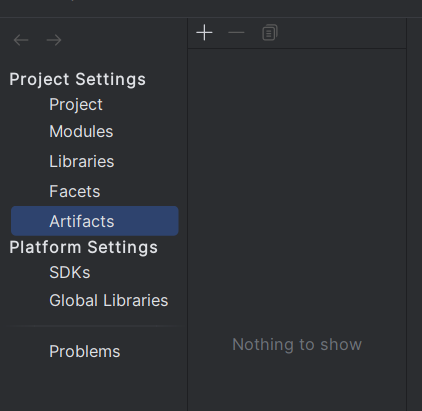 Project Settings
Project
Modules
Libraries
Facets
Artifacts
Platform Settings
SDKs
Global Libraries
Problems
Nothing to show